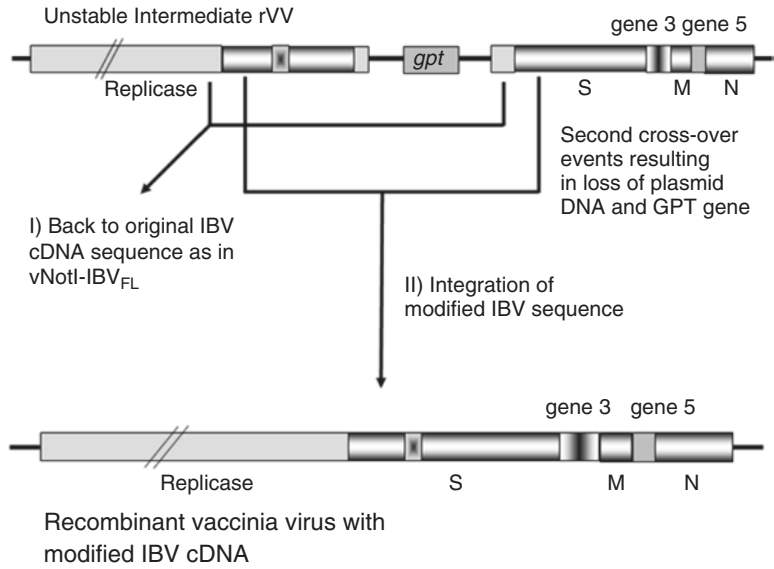 Unstable Intermediate rVV
gene 3 gene 5
gpt
Replicase
S
M
N
Second cross-over
events resulting
in loss of plasmid
DNA and GPT gene
I) Back to original IBV
cDNA sequence as in
vNotI-IBVFL
II) Integration of
modified IBV sequence
gene 3 gene 5
Replicase
S
M
N
Recombinant vaccinia virus with
modified IBV cDNA